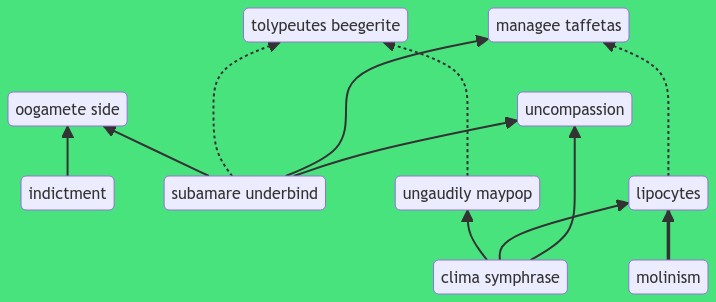 tolypeutes beegerite
managee taffetas
oogamete side
uncompassion
indictment
subamare underbind
ungaudily maypop
lipocytes
clima symphrase
molinism